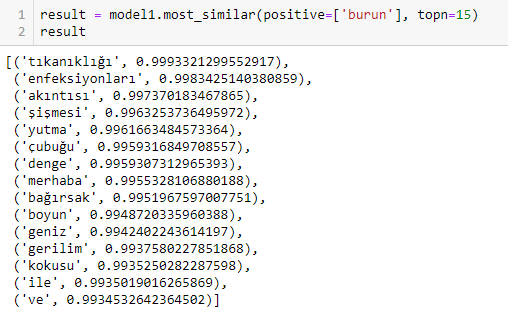 1 result = model1.most_similar(positive=['burun'], topn=15)
2 result
[('tıkanıklığı', 0.9993321299552917),
('enfeksiyonları', 0.9983425140380859),
('akıntısı', 0.997370183467865),
('şişmesi', 0.9963253736495972),
('yutma', 0.9961663484573364),
('çubuğu', 0.9959316849708557),
('denge', 0.9959307312965393),
('merhaba', 0.9955328106880188),
('bağırsak', 0.9951967597007751),
('boyun', 0.9948720335960388),
('geniz', 0.9942402243614197),
('gerilim', 0.9937580227851868),
('kokusu', 0.9935250282287598),
('ile', 0.9935019016265869),
('ve', 0.9934532642364502)]